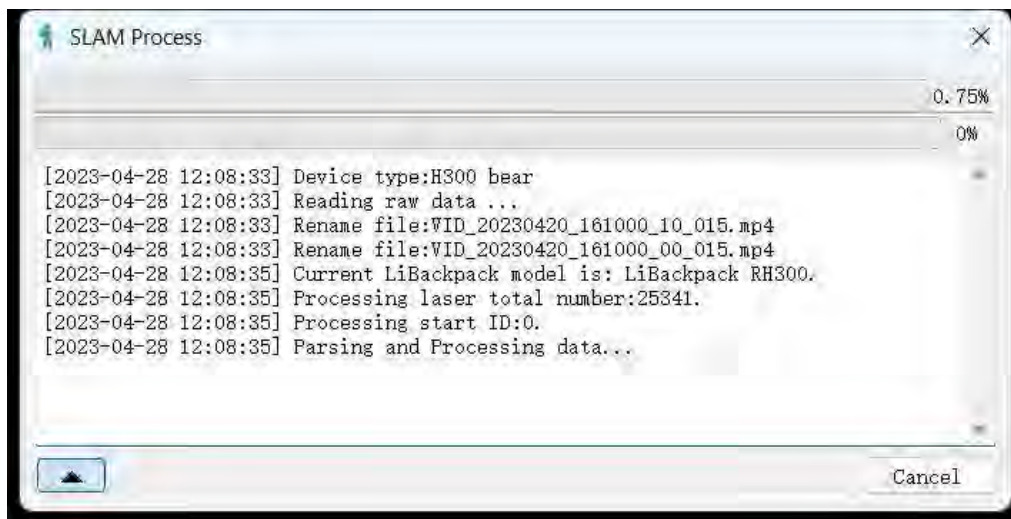 SLAM Process
0.75%
0%
[2023-04-28 12:08:33] Device type:H300 bear
[2023-04-28 12:08:33] Reading raw data ...
[2023-04-28 12:08:33] Rename file:VID_20230420_161000_10_015.mp4
[2023-04-28 12:08:33] Rename file:VID_20230420_161000_00_015.mp4
[2023-04-28 12:08:35] Current LiBackpack model is: LiBackpack RH300.
[2023-04-28 12:08:35] Processing laser total number:25341.
[2023-04-28 12:08:35] Processing start ID:0.
[2023-04-28 12:08:35] Parsing and Processing data...
Cancel